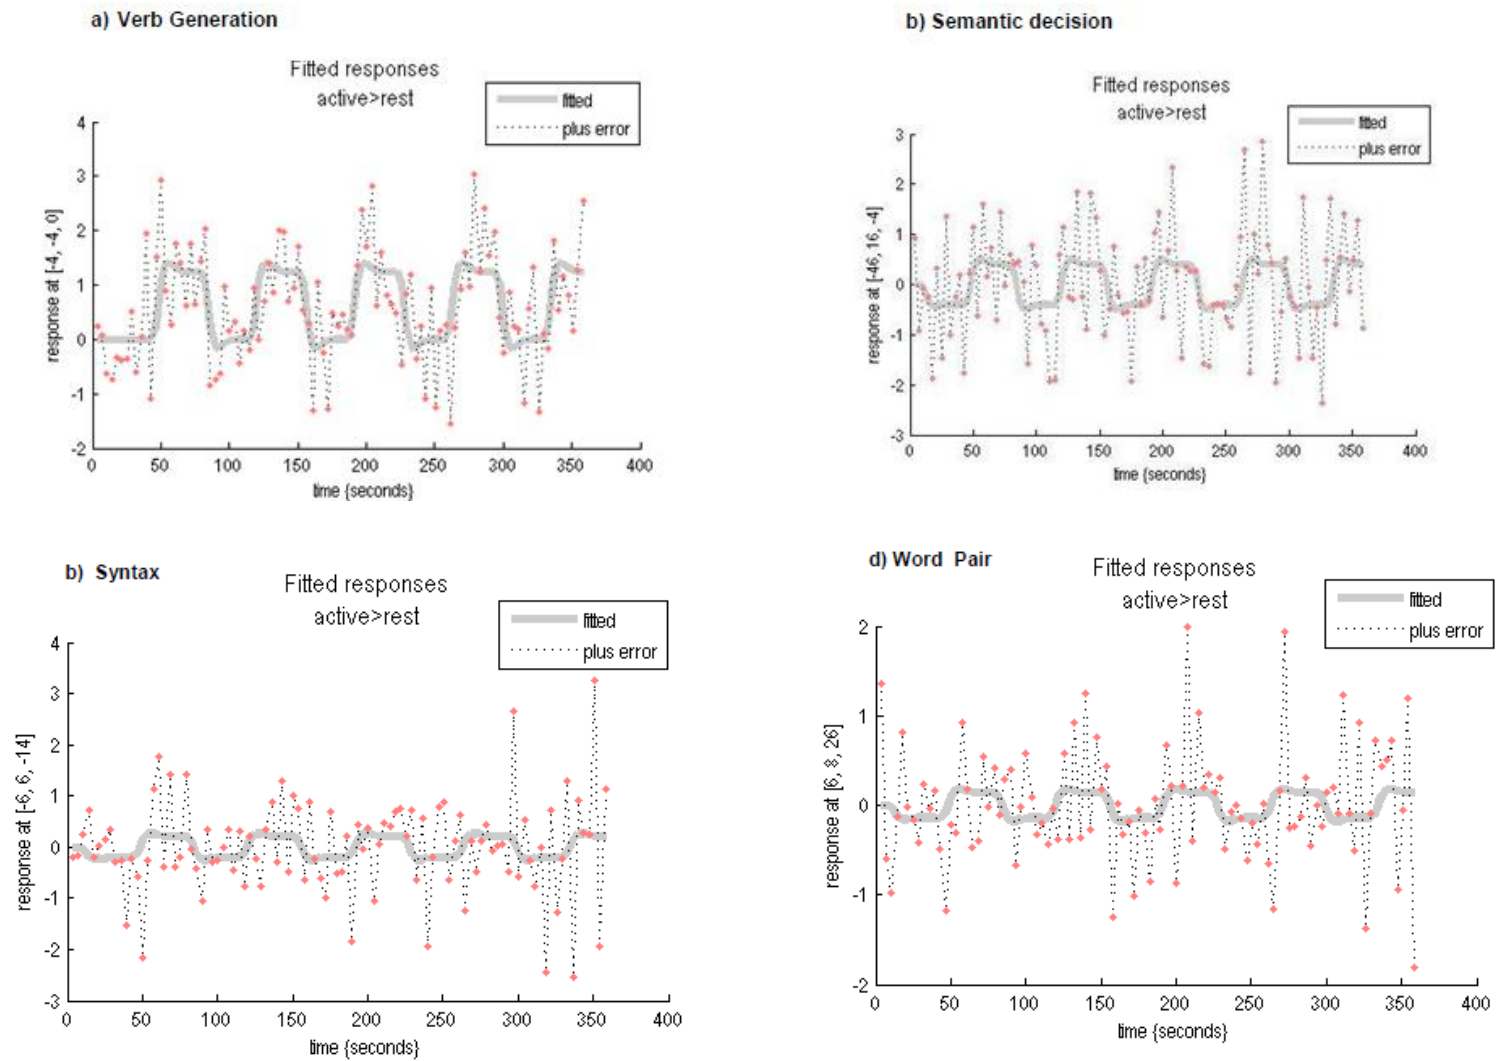 a) Verb Generation
Fitted responses
active>rest
fitted
plus error
4
3
2
1
0
-1
-2
response at [-4, -4, 0]
0 50 100 150 200 250 300 350 400
time {seconds}
b) Semantic decision
Fitted responses
active>rest
fitted
plus error
3
2
1
0
-1
-2
-3
response at [-46, 16, -4]
0 50 100 150 200 250 300 350 400
time {seconds}
b) Syntax
Fitted responses
active>rest
fitted
plus error
4
3
2
1
0
-1
-2
-3
response at [-6, 6, -14]
0 50 100 150 200 250 300 350 400
time {seconds}
d) Word Pair
Fitted responses
active>rest
fitted
plus error
2
1
0
-1
-2
response at [6, 8, 26]
0 50 100 150 200 250 300 350 400
time {seconds}